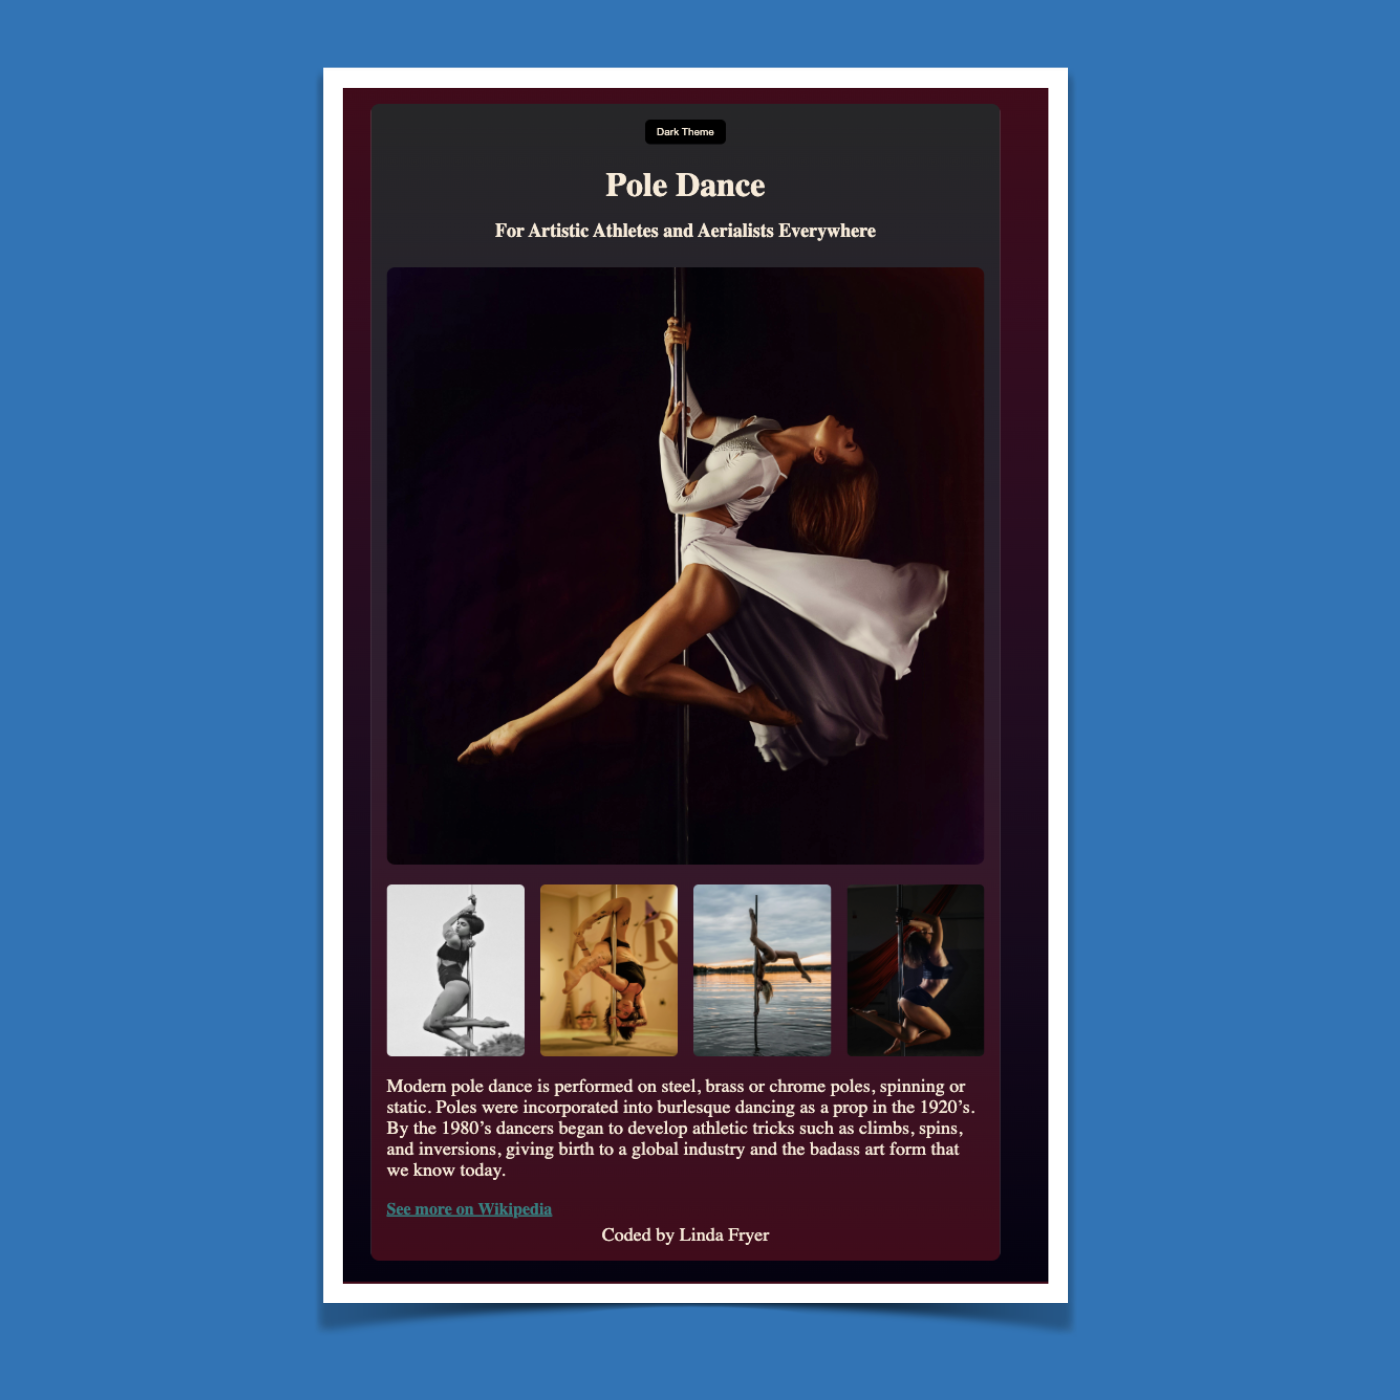 Dark Theme
Pole Dance
For Artistic Athletes and Aerialists Everywhere
R
Modern pole dance is performed on steel, brass or chrome poles, spinning or
static. Poles were incorporated into burlesque dancing as a prop in the 1920’s.
By the 1980’s dancers began to develop athletic tricks such as climbs, spins,
and inversions, giving birth to a global industry and the badass art form that
we know today.
See more on Wikipedia
Coded by Linda Fryer